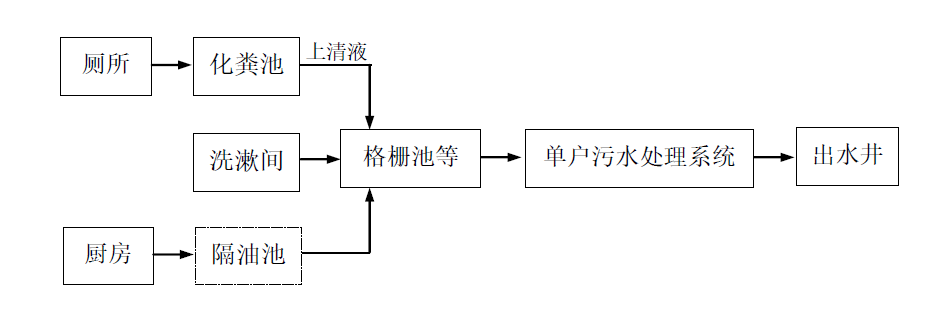 厕所
化粪池
上清液
洗漱间
格栅池等
单户污水处理系统
出水井
厨房
隔油池